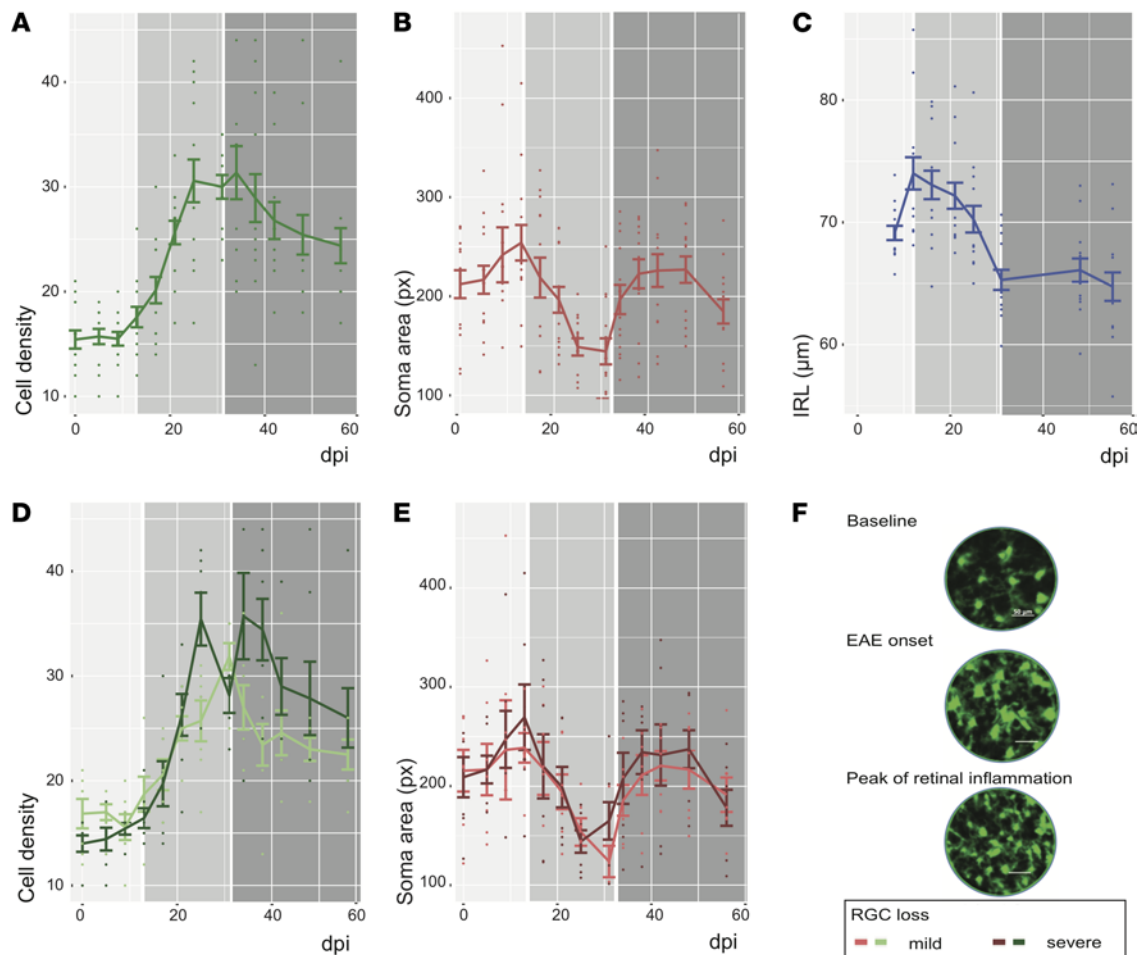 A
40
30
20
10
Cell density
0
20
40
60
dpi
B
400
300
200
100
Soma area (px)
0
20
40
60
dpi
C
80
70
60
IRL (µm)
0
20
40
60
dpi
D
40
30
20
10
Cell density
0
20
40
60
dpi
E
400
300
200
100
Soma area (px)
0
20
40
60
dpi
F
Baseline
50 µm
EAE onset
Peak of retinal inflammation
RGC loss
mild
severe